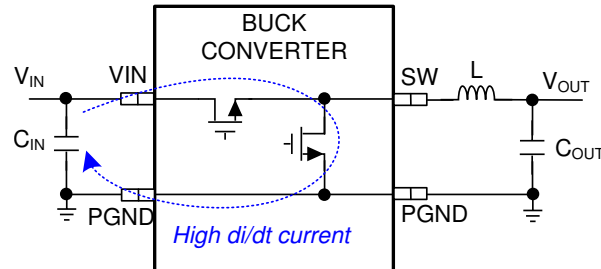 BUCK
CONVERTER
VIN
VIN
SW
L
VOUT
CIN
COUT
PGND
PGND
High di/dt current